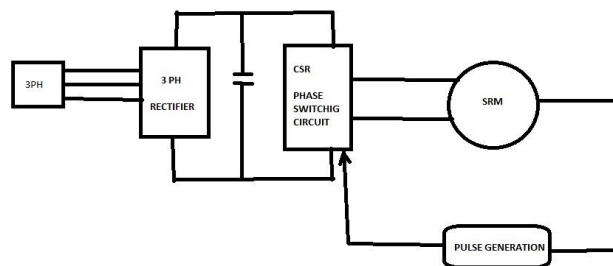 3PH
3 PH
RECTIFIER
CSR
PHASE
SWITCHIG
CIRCUIT
SRM
PULSE GENERATION